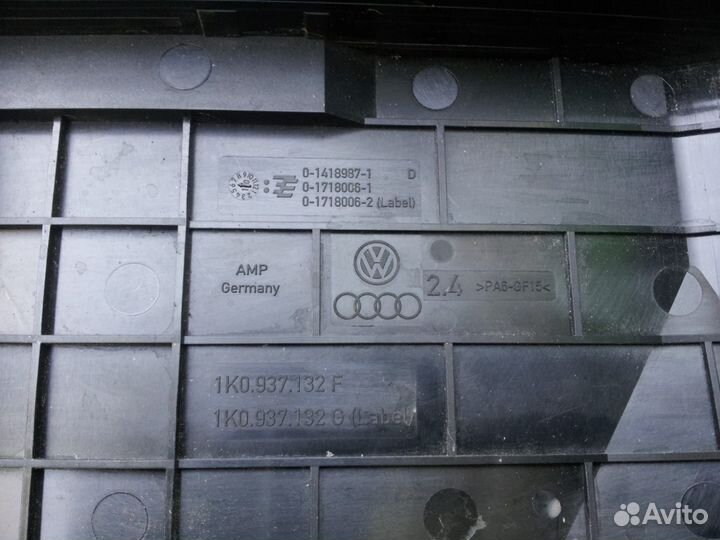 0-1418987-1 D
0-1718006-1
0-1718006-2 (Label)
AMP
Germany
2.4 >PA6-GF15<
1K0.937.132 F
1K0.937.132 G (Label)
Avito